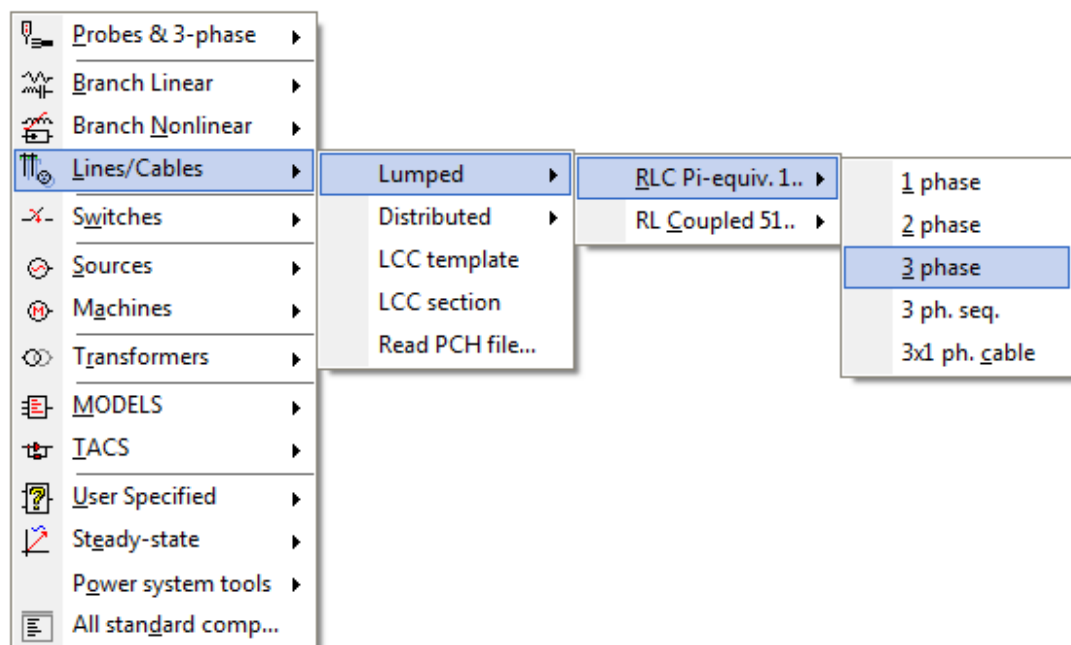 Probes & 3-phase
Branch Linear
Branch Nonlinear
Lines/Cables
Switches
Sources
Machines
Transformers
MODELS
TACS
User Specified
Steady-state
Power system tools
All standard comp...
Lumped
Distributed
LCC template
LCC section
Read PCH file...
RLC Pi-equiv. 1..
RL Coupled 51..
1 phase
2 phase
3 phase
3 ph. seq.
3x1 ph. cable